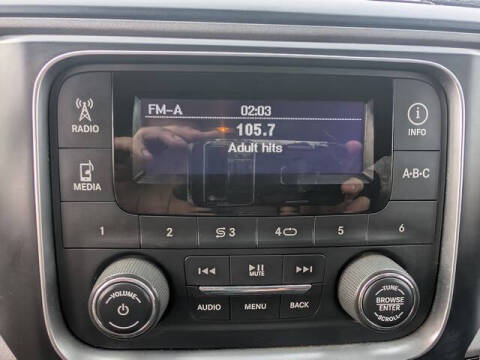 FM-A 02:03
105.7
Adult hits
RADIO
i
INFO
MEDIA
A-B-C
1 2 3 4 5 6
MUTE
VOLUME
AUDIO MENU BACK
TUNE
BROWSE
ENTER
SCROLL